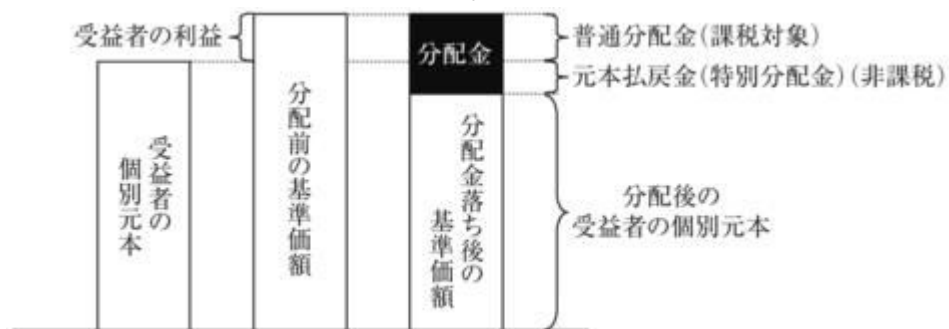 受益者の利益
普通分配金(課税対象)
分配金
元本払戻金(特別分配金)(非課税)
受益者の
個別元本
分配前の基準価額
分配金落ち後の
基準価額
分配後の
受益者の個別元本